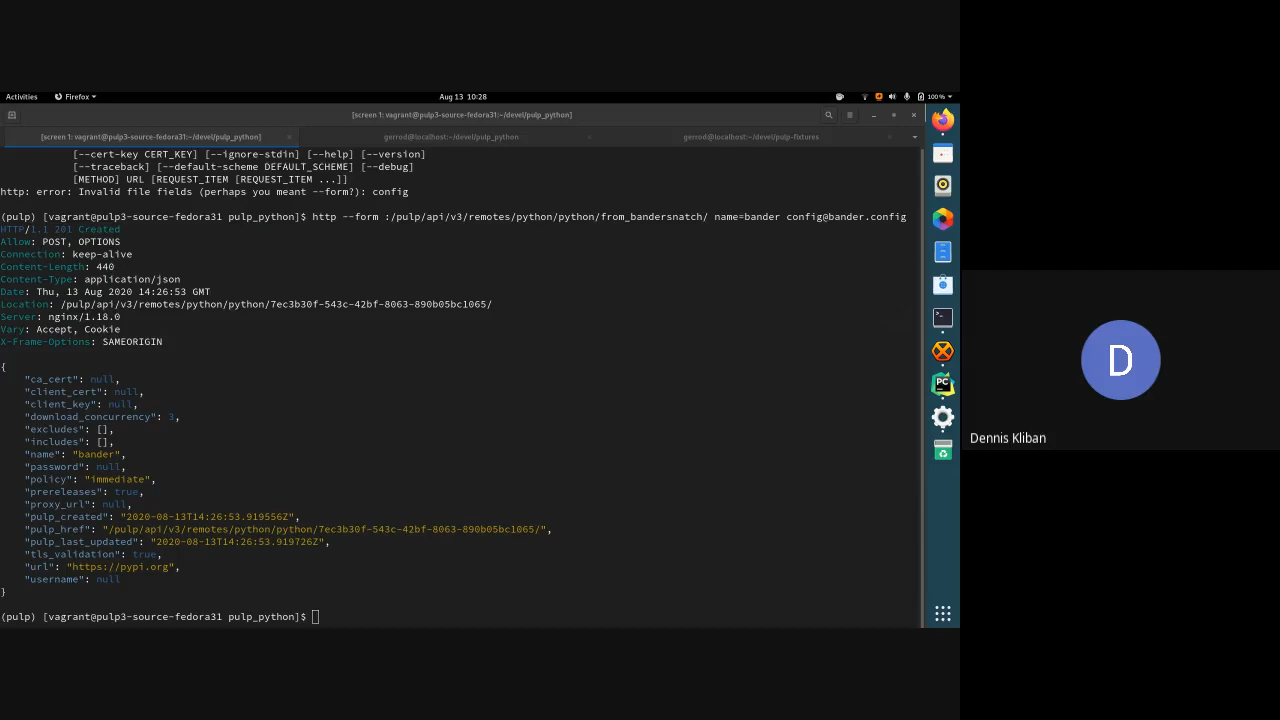 Activities Firefox Aug 13 10:28 100 %
[screen 1: vagrant@pulp3-source-fedora31:~/devel/pulp_python]
[screen 1: vagrant@pulp3-source-fedora31:~/devel/pulp_python] gerrod@localhost:~/devel/pulp_python gerrod@localhost:~/devel/pulp-fixtures
[--cert-key CERT_KEY] [--ignore-stdin] [--help] [--version]
[--traceback] [--default-scheme DEFAULT_SCHEME] [--debug]
[METHOD] URL [REQUEST_ITEM [REQUEST_ITEM ...]]
http: error: Invalid file fields (perhaps you meant --form?): config
(pulp) [vagrant@pulp3-source-fedora31 pulp_python]$ http --form :/pulp/api/v3/remotes/python/python/from_bandersnatch/ name=bander config@bander.config
HTTP/1.1 201 Created
Allow: POST, OPTIONS
Connection: keep-alive
Content-Length: 440
Content-Type: application/json
Date: Thu, 13 Aug 2020 14:26:53 GMT
Location: /pulp/api/v3/remotes/python/python/7ec3b30f-543c-42bf-8063-890b05bc1065/
Server: nginx/1.18.0
Vary: Accept, Cookie
X-Frame-Options: SAMEORIGIN
{
"ca_cert": null,
"client_cert": null,
"client_key": null,
"download_concurrency": 3,
"excludes": [],
"includes": [],
"name": "bander",
"password": null,
"policy": "immediate",
"prereleases": true,
"proxy_url": null,
"pulp_created": "2020-08-13T14:26:53.919556Z",
"pulp_href": "/pulp/api/v3/remotes/python/python/7ec3b30f-543c-42bf-8063-890b05bc1065/",
"pulp_last_updated": "2020-08-13T14:26:53.919726Z",
"tls_validation": true,
"url": "https://pypi.org",
"username": null
}
(pulp) [vagrant@pulp3-source-fedora31 pulp_python]$
PC
D
Dennis Kliban